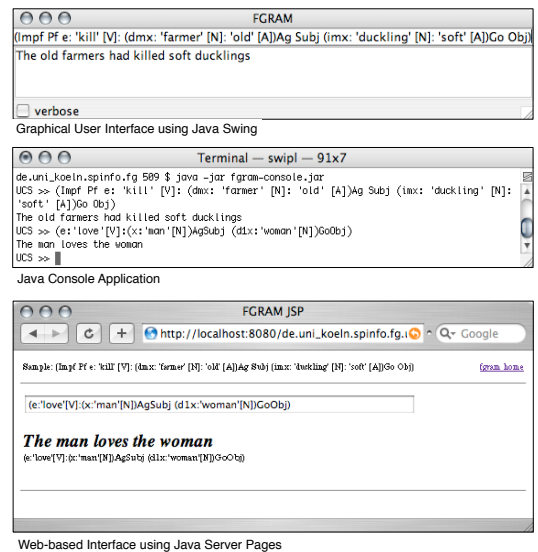 FGRAM
(Impf Pf e: 'kill' [V]: (dmx: 'farmer' [N]: 'old' [A])Ag Subj (imx: 'duckling' [N]: 'soft' [A])Go Obj)
The old farmers had killed soft ducklings
verbose
Graphical User Interface using Java Swing
Terminal — swipl — 91x7
de.uni_koeln.spinfo.fg 509 $ java -jar fgram-console.jar
UCS >> (Impf Pf e: 'kill' [V]: (dmx: 'farmer' [N]: 'old' [A])Ag Subj (imx: 'duckling' [N]:
'soft' [A])Go Obj)
The old farmers had killed soft ducklings
UCS >> (e:'love'[V]:(x:'man'[N])AgSubj (d1x:'woman'[N])GoObj)
The man loves the woman
UCS >>
Java Console Application
FGRAM JSP
http://localhost:8080/de.uni_koeln.spinfo.fg.
Google
Sample: (Impf Pf e: 'kill' [V]: (dmx: 'farmer' [N]: 'old' [A])Ag Subj (imx: 'duckling' [N]: 'soft' [A])Go Obj) fgram home
(e:'love'[V]:(x:'man'[N])AgSubj (d1x:'woman'[N])GoObj)
The man loves the woman
(e:'love'[V]:(x:'man'[N])AgSubj (d1x:'woman'[N])GoObj)
Web-based Interface using Java Server Pages